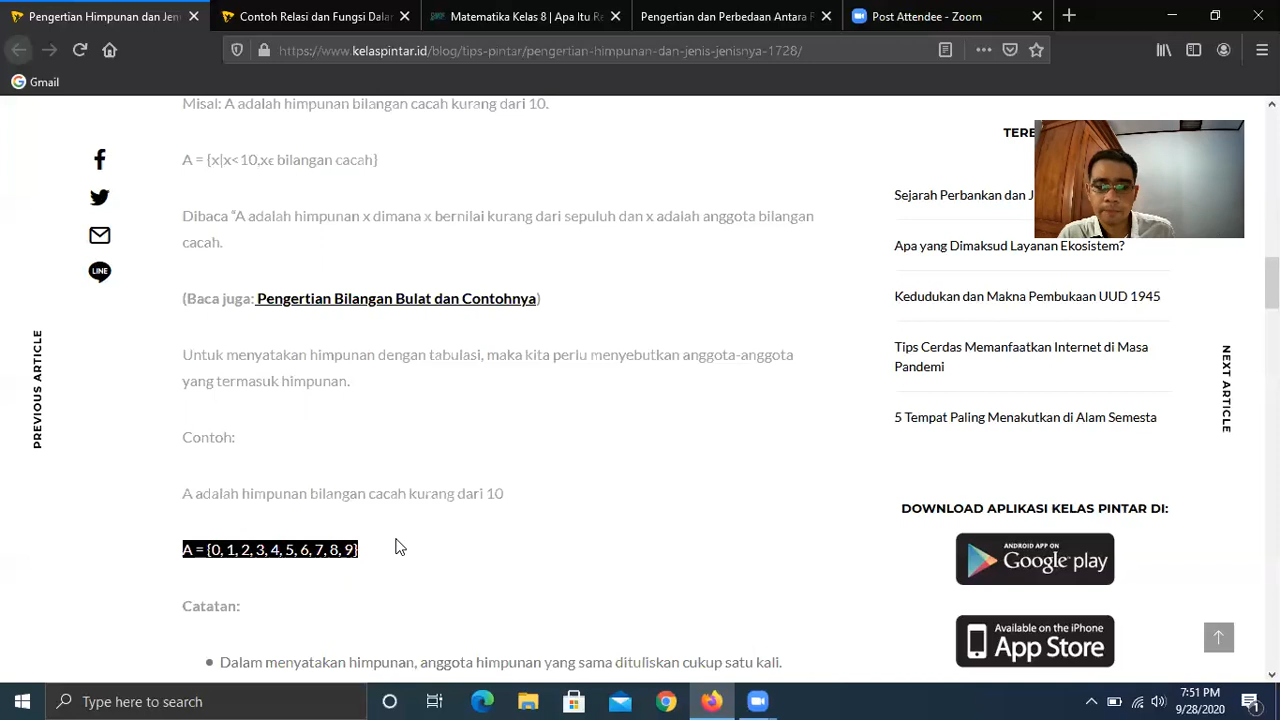 Pengertian Himpunan dan Jen
Contoh Relasi dan Fungsi Dalar
Matematika Kelas 8 | Apa Itu Re
Pengertian dan Perbedaan Antara F
Post Attendee - Zoom
https://www.kelaspintar.id/blog/tips-pintar/pengertian-himpunan-dan-jenis-jenisnya-1728/
Gmail
Misal: A adalah himpunan bilangan cacah kurang dari 10.
A = {x|x<10,xє bilangan cacah}
Dibaca “A adalah himpunan x dimana x bernilai kurang dari sepuluh dan x adalah anggota bilangan
cacah.
(Baca juga: Pengertian Bilangan Bulat dan Contohnya)
Untuk menyatakan himpunan dengan tabulasi, maka kita perlu menyebutkan anggota-anggota
yang termasuk himpunan.
Contoh:
A adalah himpunan bilangan cacah kurang dari 10
A = {0, 1, 2, 3, 4, 5, 6, 7, 8, 9}
Catatan:
Dalam menyatakan himpunan, anggota himpunan yang sama dituliskan cukup satu kali.
LINE
PREVIOUS ARTICLE
TERE
Sejarah Perbankan dan J
Apa yang Dimaksud Layanan Ekosistem?
Kedudukan dan Makna Pembukaan UUD 1945
Tips Cerdas Memanfaatkan Internet di Masa
Pandemi
5 Tempat Paling Menakutkan di Alam Semesta
NEXT ARTICLE
DOWNLOAD APLIKASI KELAS PINTAR DI:
ANDROID APP ON
Google play
Available on the iPhone
App Store
Type here to search
7:51 PM
9/28/2020
1